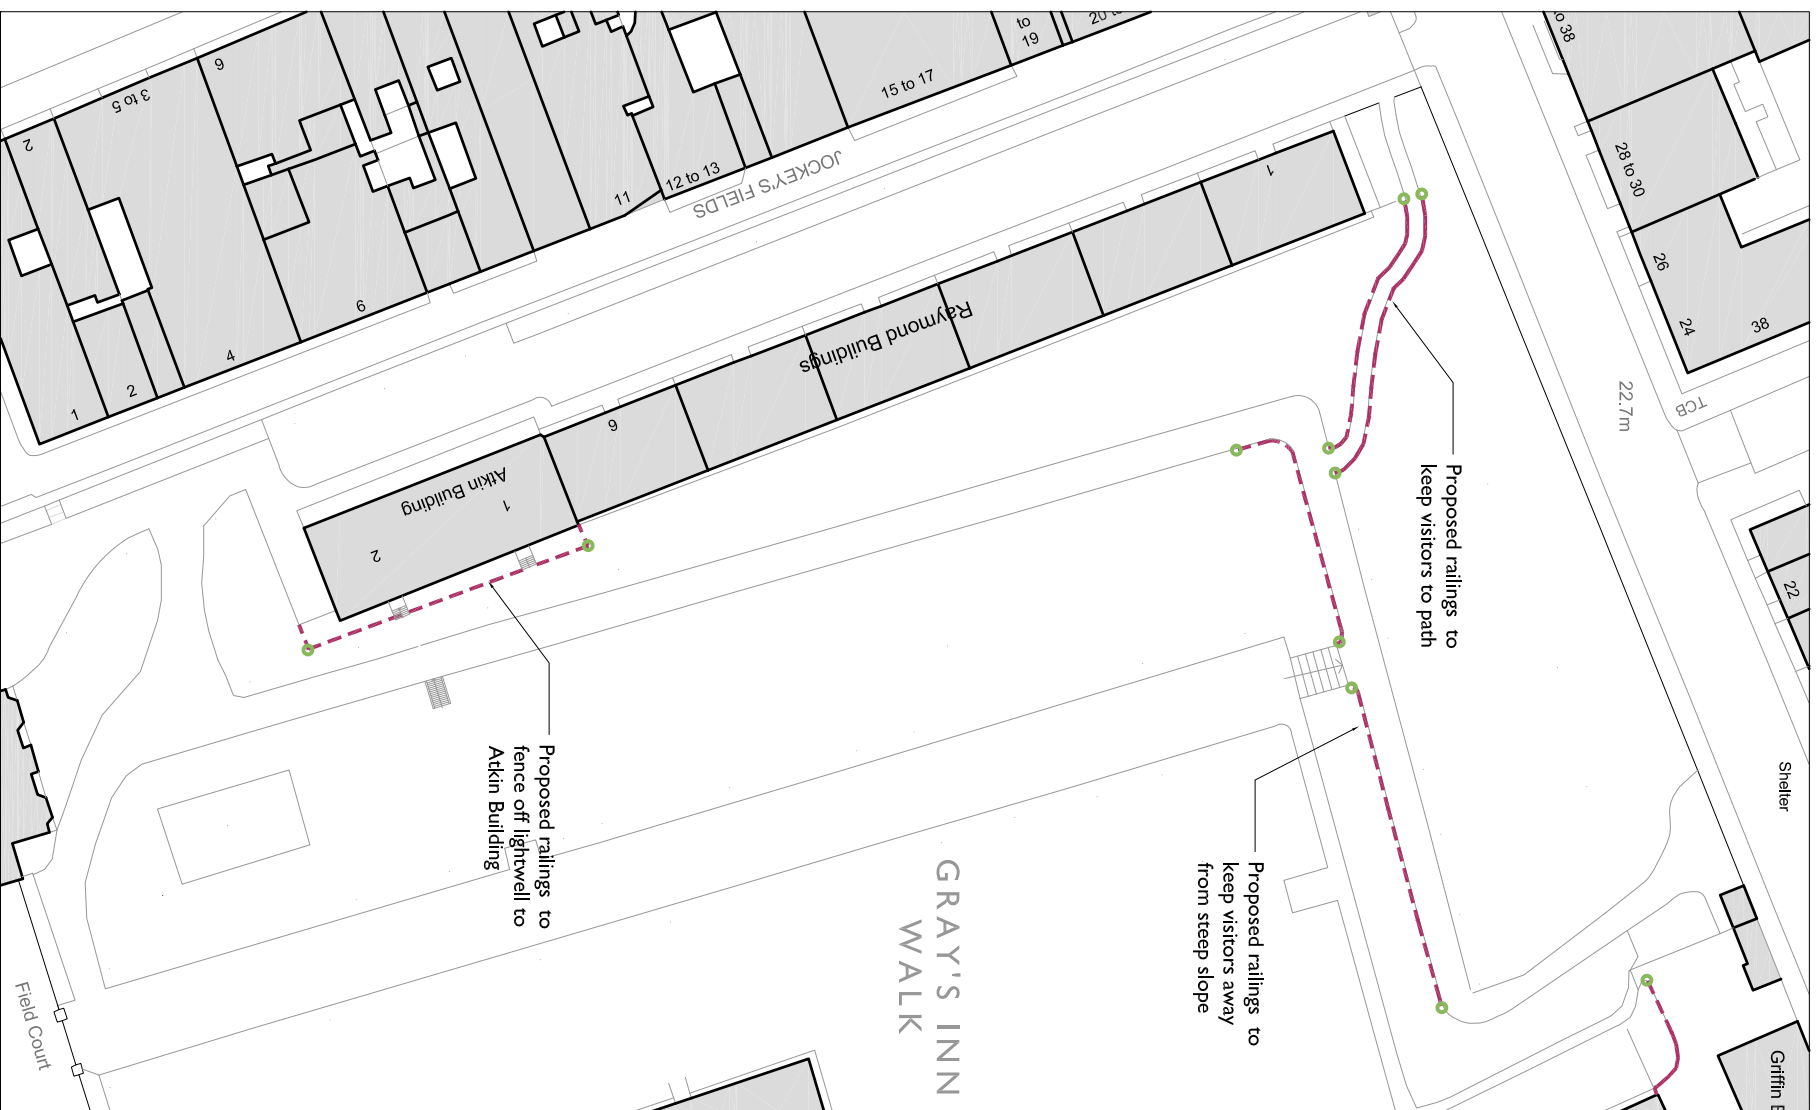 to
19
20 to
o 38
9
3 to 5
2
15 to 17
12 to 13
11
JOCKEY'S FIELDS
1
28 to 30
26
24
38
TCB
22.7m
6
4
2
1
Raymond Buildings
6
Atkin Building
1
2
Proposed railings to
keep visitors to path
22
Shelter
Proposed railings to
fence off lightwell to
Atkin Building
Proposed railings to
keep visitors away
from steep slope
GRAY'S INN
WALK
Field Court
Griffin